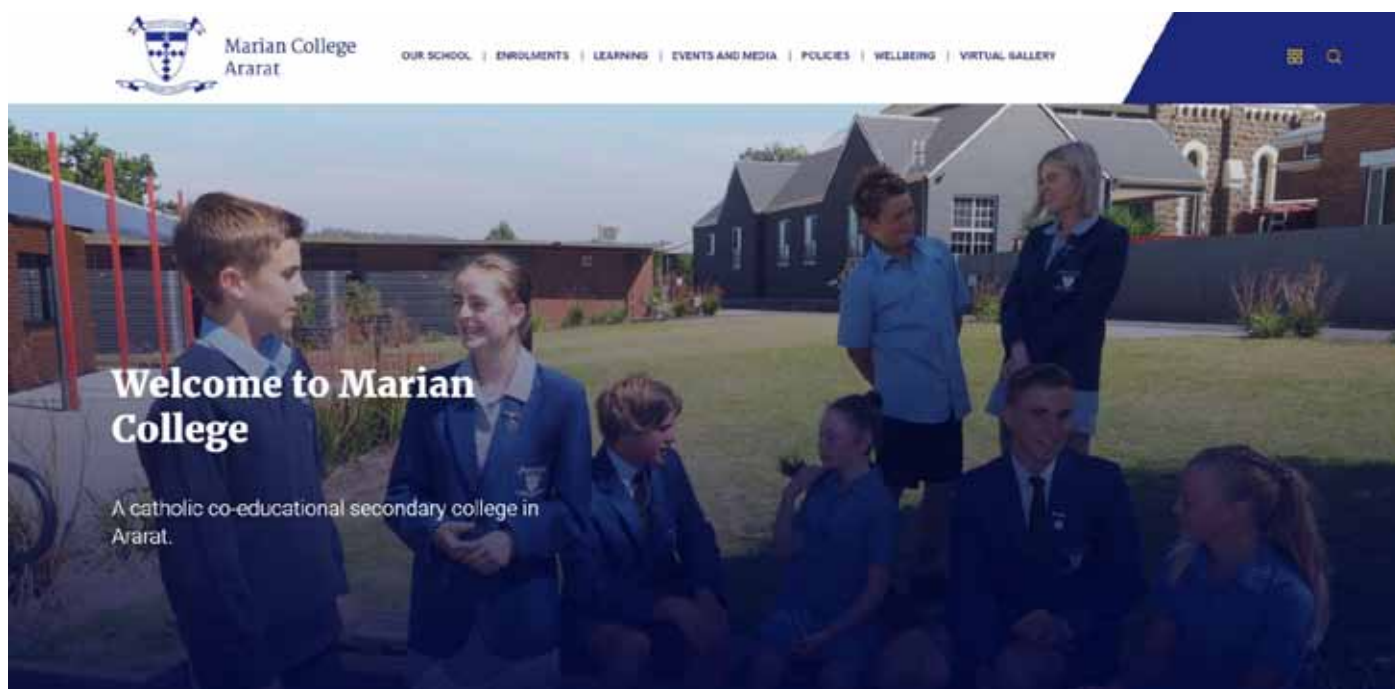 Marian College
Ararat
OUR SCHOOL | ENROLMENTS | LEARNING | EVENTS AND MEDIA | POLICIES | WELLBEING | VIRTUAL GALLERY
Welcome to Marian
College
A catholic co-educational secondary college in
Ararat.